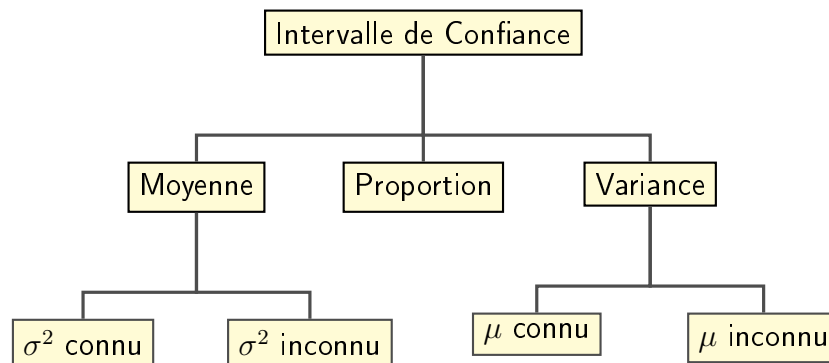 Intervalle de Confiance
Moyenne
Proportion
Variance
σ² connu
σ² inconnu
μ connu
μ inconnu